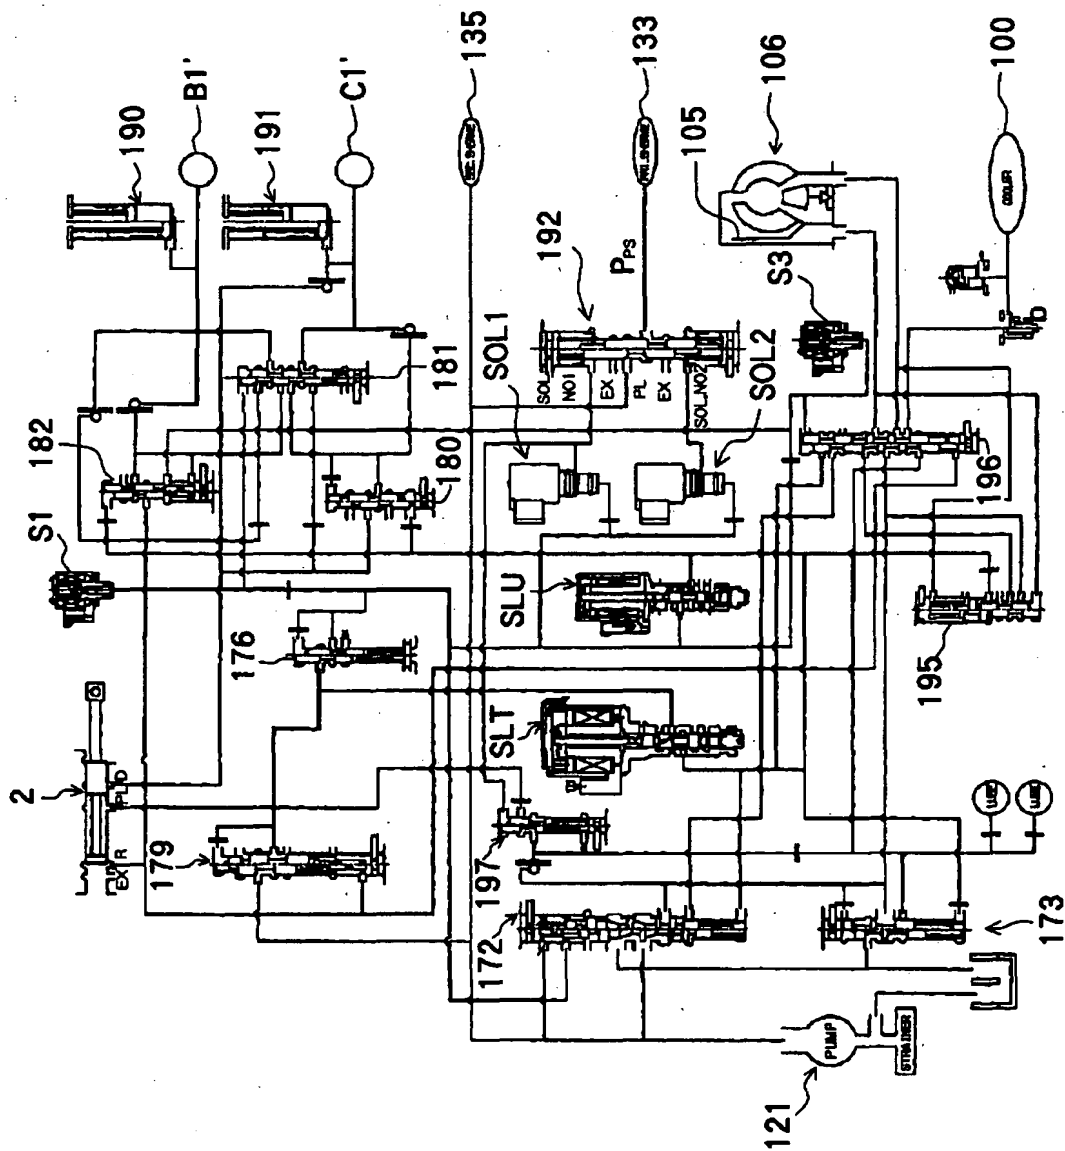 135
133
106
100
B1'
190
191
C1'
105
192
PPS
S3
SOL1
SOL2
SOL
NO1
EX
PL
EX
SOL.NO2
COOLER
D
181
182
180
196
S1
SLU
176
195
SLT
2
D
PL
R
EX
179
197
172
173
LUBE
LUBE
PUMP
STRAINER
121